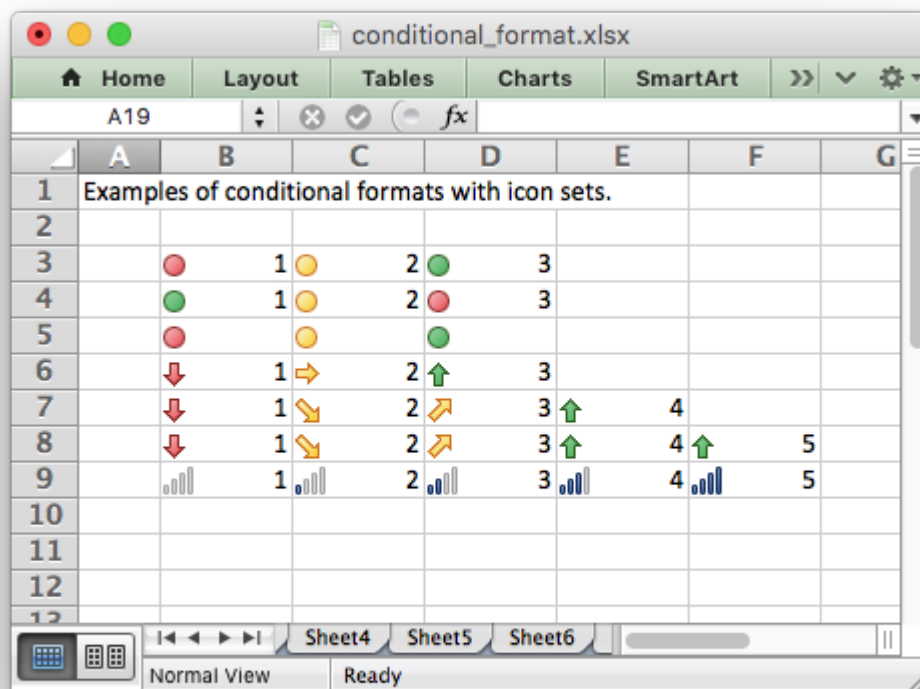 conditional_format.xlsx
Home Layout Tables Charts SmartArt
A19 fx
A B C D E F G
1 Examples of conditional formats with icon sets.
2
3 1 2 3
4 1 2 3
5
6 1 2 3
7 1 2 3 4
8 1 2 3 4 5
9 1 2 3 4 5
10
11
12
13
Sheet4 Sheet5 Sheet6
Normal View Ready